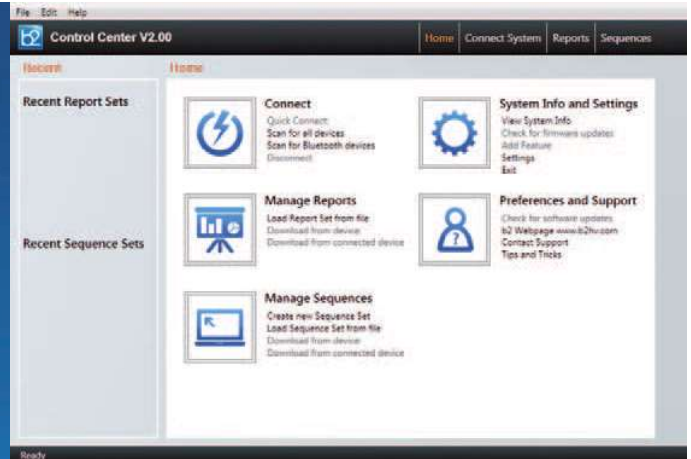 File Edit Help
b2 Control Center V2.00
Home Connect System Reports Sequences
Recent
Home
Recent Report Sets
Recent Sequence Sets
Connect
Quick Connect
Scan for all devices
Scan for Bluetooth devices
Disconnect
System Info and Settings
View System Info
Check for firmware updates
Add Feature
Settings
Exit
Manage Reports
Load Report Set from file
Download from device
Download from connected device
Preferences and Support
Check for software updates
b2 Webpage www.b2hv.com
Contact Support
Tips and Tricks
?
Manage Sequences
Create new Sequence Set
Load Sequence Set from file
Download from device
Download from connected device
Ready